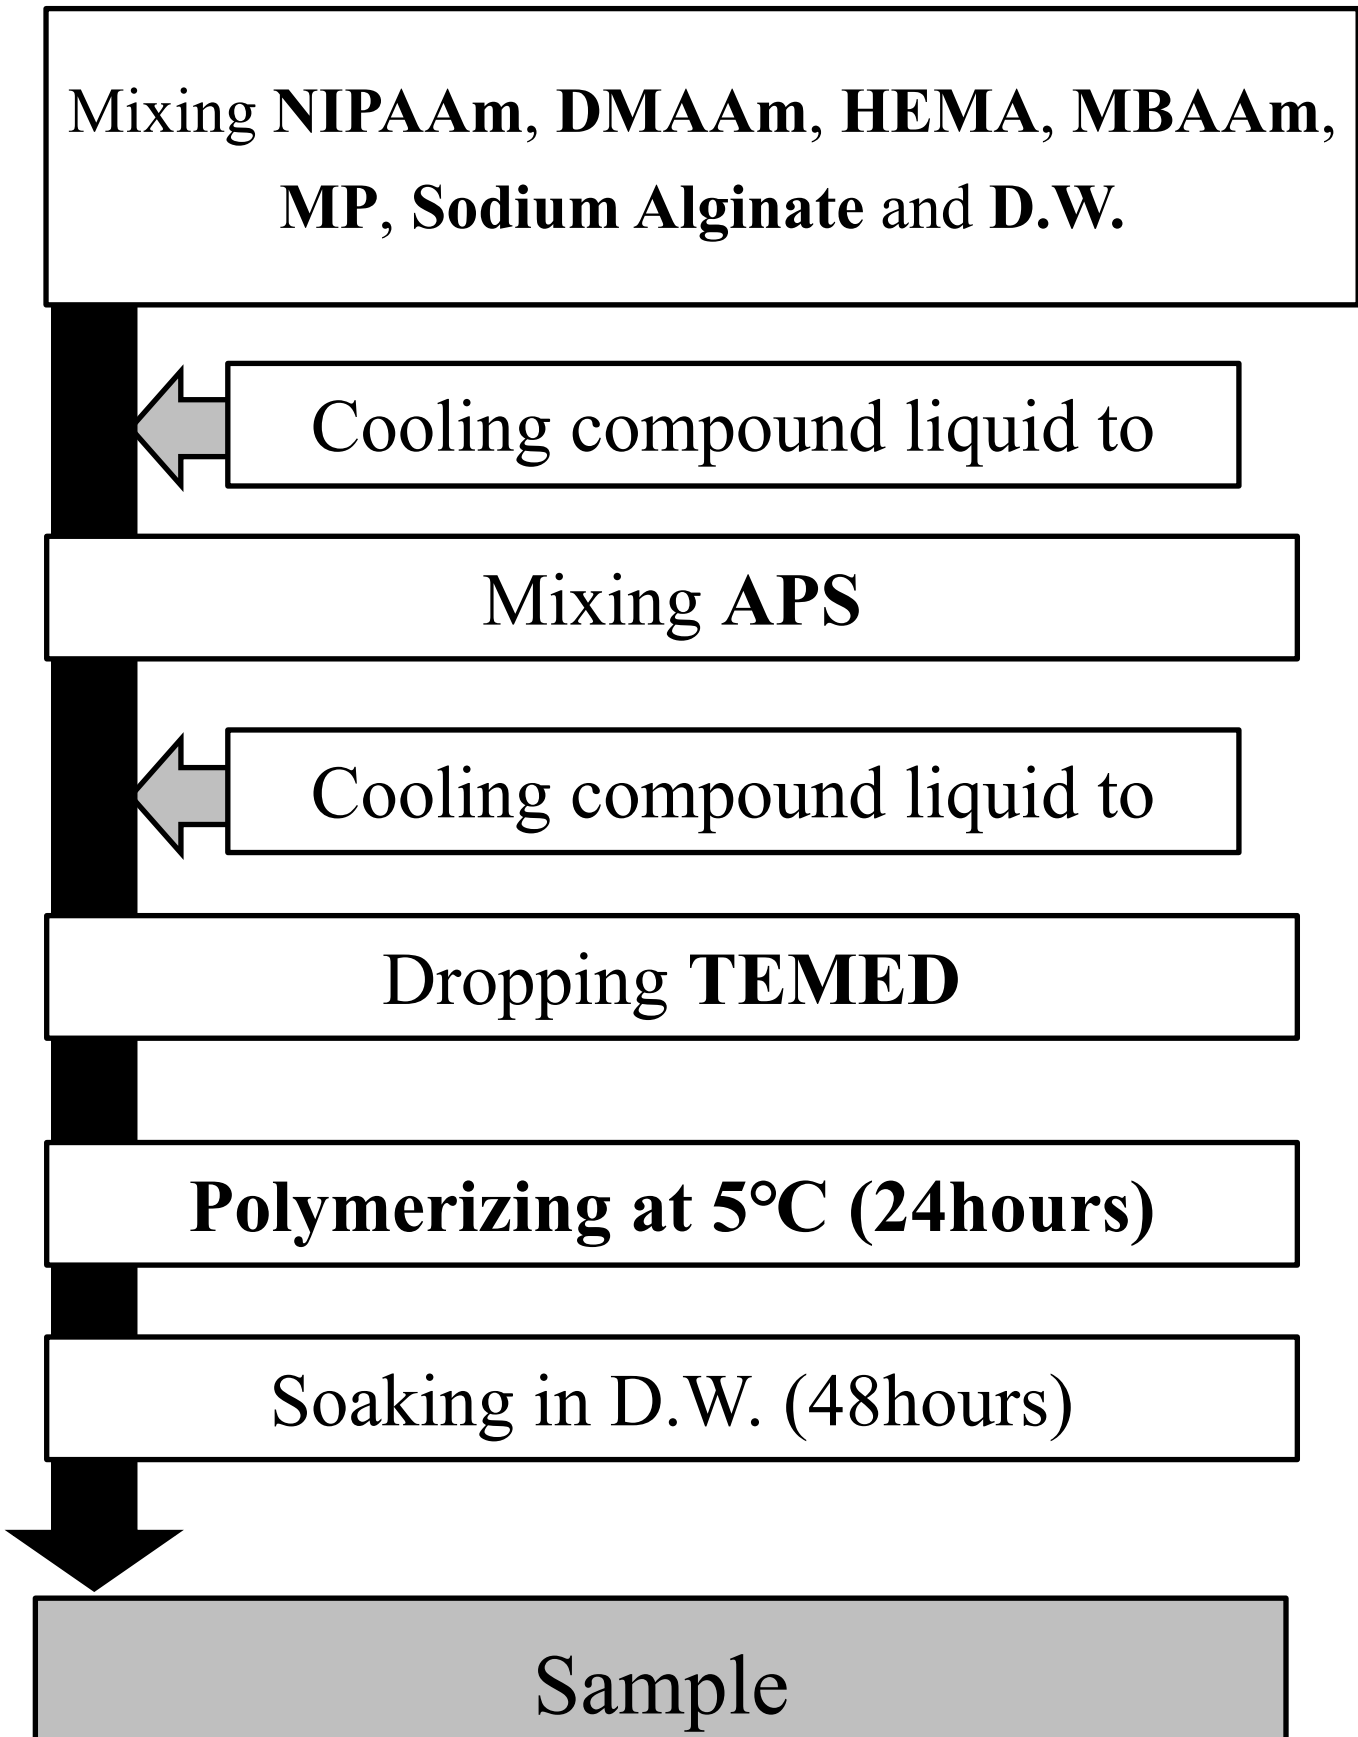 Mixing NIPAAm, DMAAm, HEMA, MBAAm,
MP, Sodium Alginate and D.W.
Cooling compound liquid to
Mixing APS
Cooling compound liquid to
Dropping TEMED
Polymerizing at 5℃ (24hours)
Soaking in D.W. (48hours)
Sample